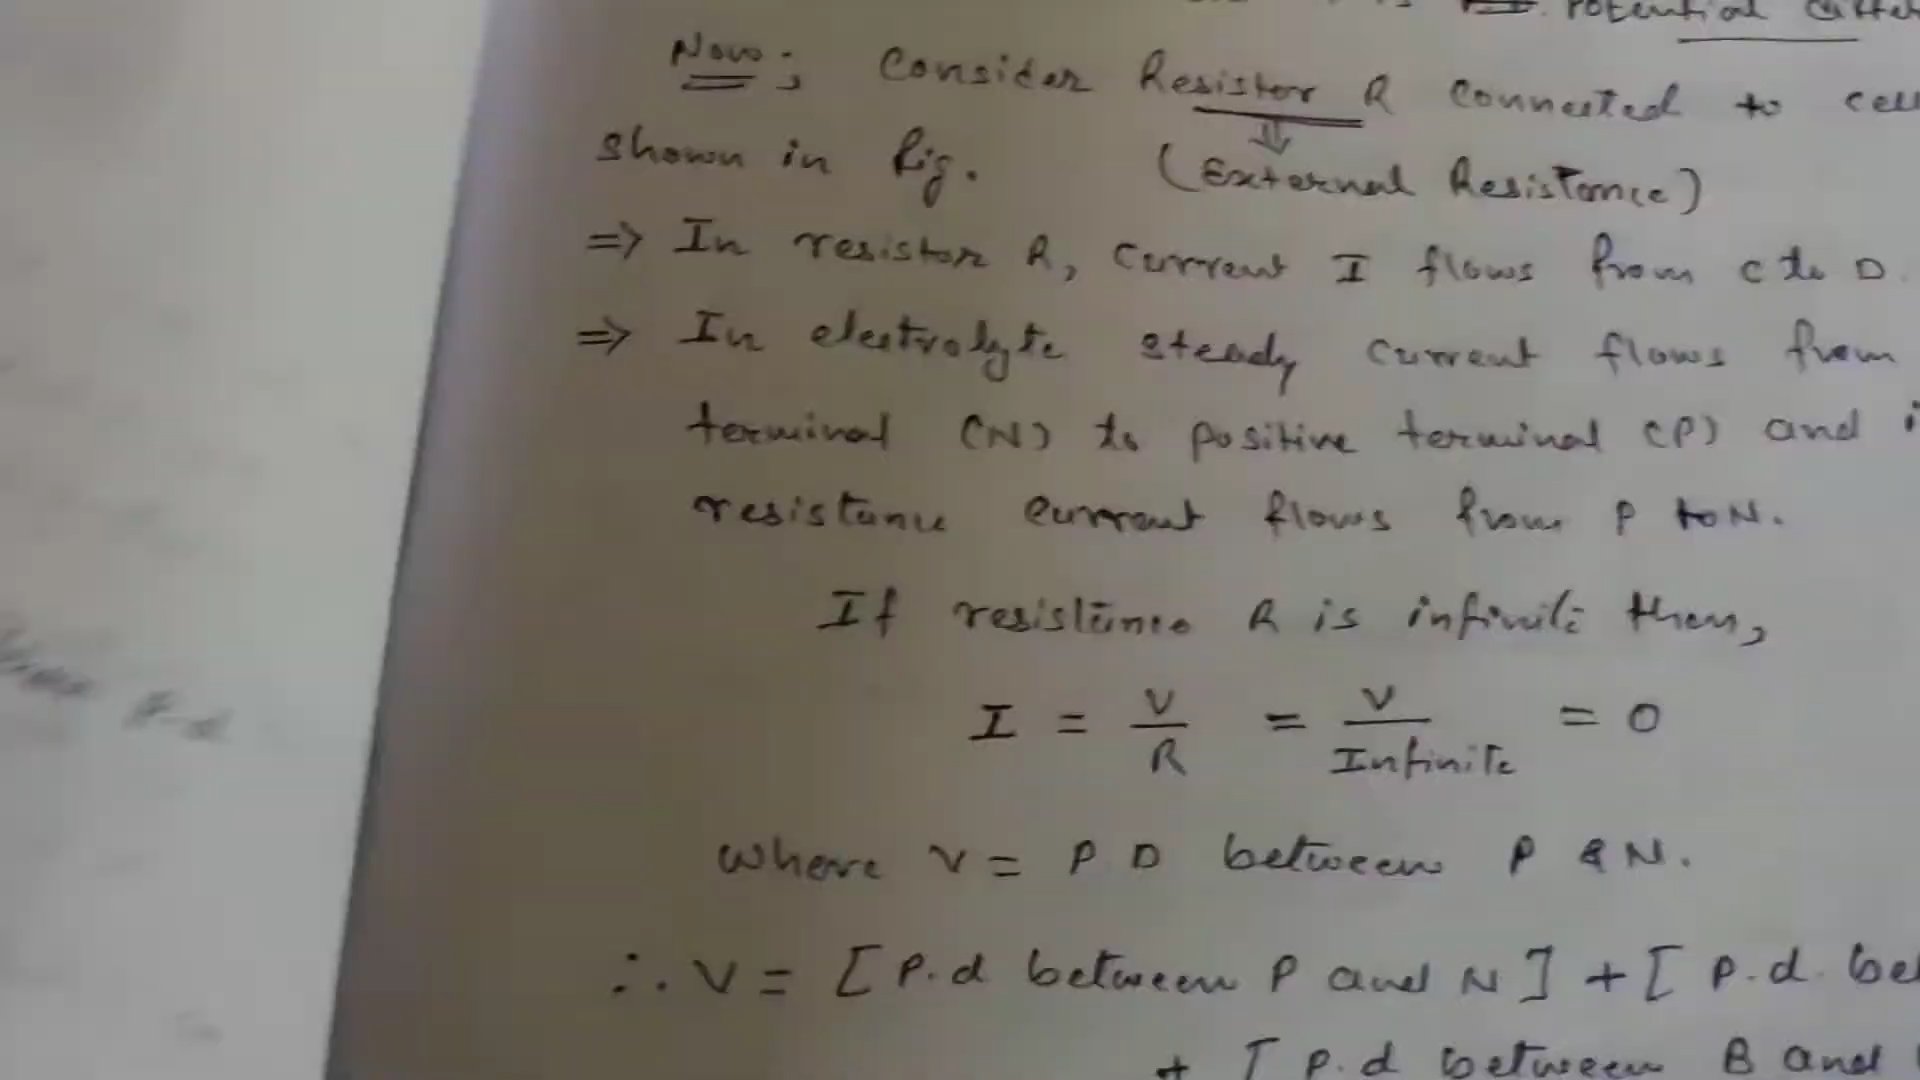 Potential
Now; Consider Resistor R Connected to cell
shown in fig. (External Resistance)
⇒ In resistor R, current I flows from C to D.
⇒ In electrolyte steady current flows from
terminal (N) to positive terminal (P) and
resistance current flows from P to N.
If resistance R is infinite then,
I = V/R = V/Infinite = 0
where V = P D between P & N.
∴ V = [P.d between P and N] + [P.d.
+ [P.d between B and